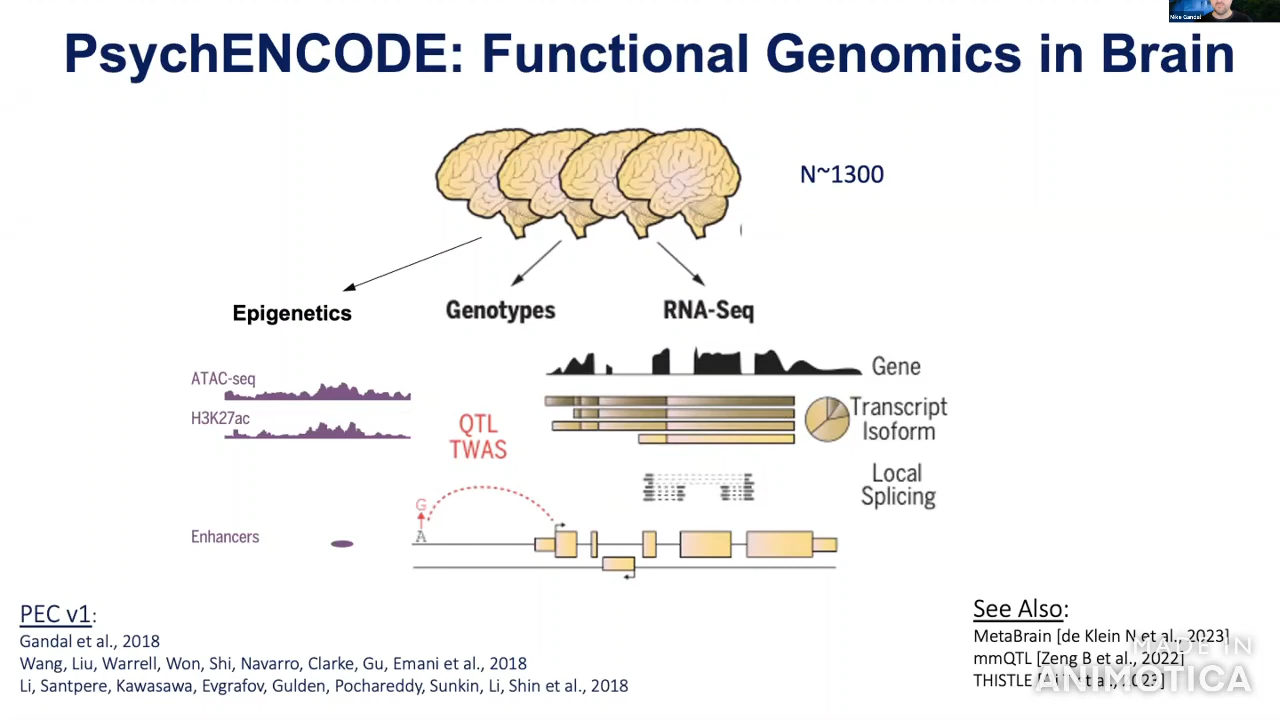 Mike Gandal
PsychENCODE: Functional Genomics in Brain
N~1300
Epigenetics
Genotypes
RNA-Seq
ATAC-seq
H3K27ac
QTL
TWAS
Gene
Transcript
Isoform
Local
Splicing
G
A
Enhancers
PEC v1:
Gandal et al., 2018
Wang, Liu, Warrell, Won, Shi, Navarro, Clarke, Gu, Emani et al., 2018
Li, Santpere, Kawasawa, Evgrafov, Gulden, Pochareddy, Sunkin, Li, Shin et al., 2018
See Also:
MetaBrain [de Klein N et al., 2023]
mmQTL [Zeng B et al., 2022]
THISTLE
MADE IN
ANIMOTICA